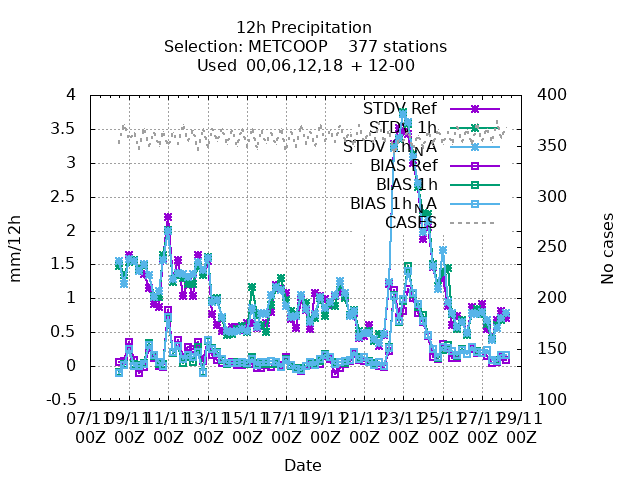 12h Precipitation
Selection: METCOOP 377 stations
Used 00,06,12,18 + 12-00
4
3.5
3
2.5
2
1.5
1
0.5
0
-0.5
400
350
300
250
200
150
100
mm/12h
No cases
STDV Ref
STDV 1h
STDV 1h_NA
BIAS Ref
BIAS 1h
BIAS 1h_NA
CASES
07/11 09/11 11/11 13/11 15/11 17/11 19/11 21/11 23/11 25/11 27/11 29/11
00Z 00Z 00Z 00Z 00Z 00Z 00Z 00Z 00Z 00Z 00Z 00Z
Date